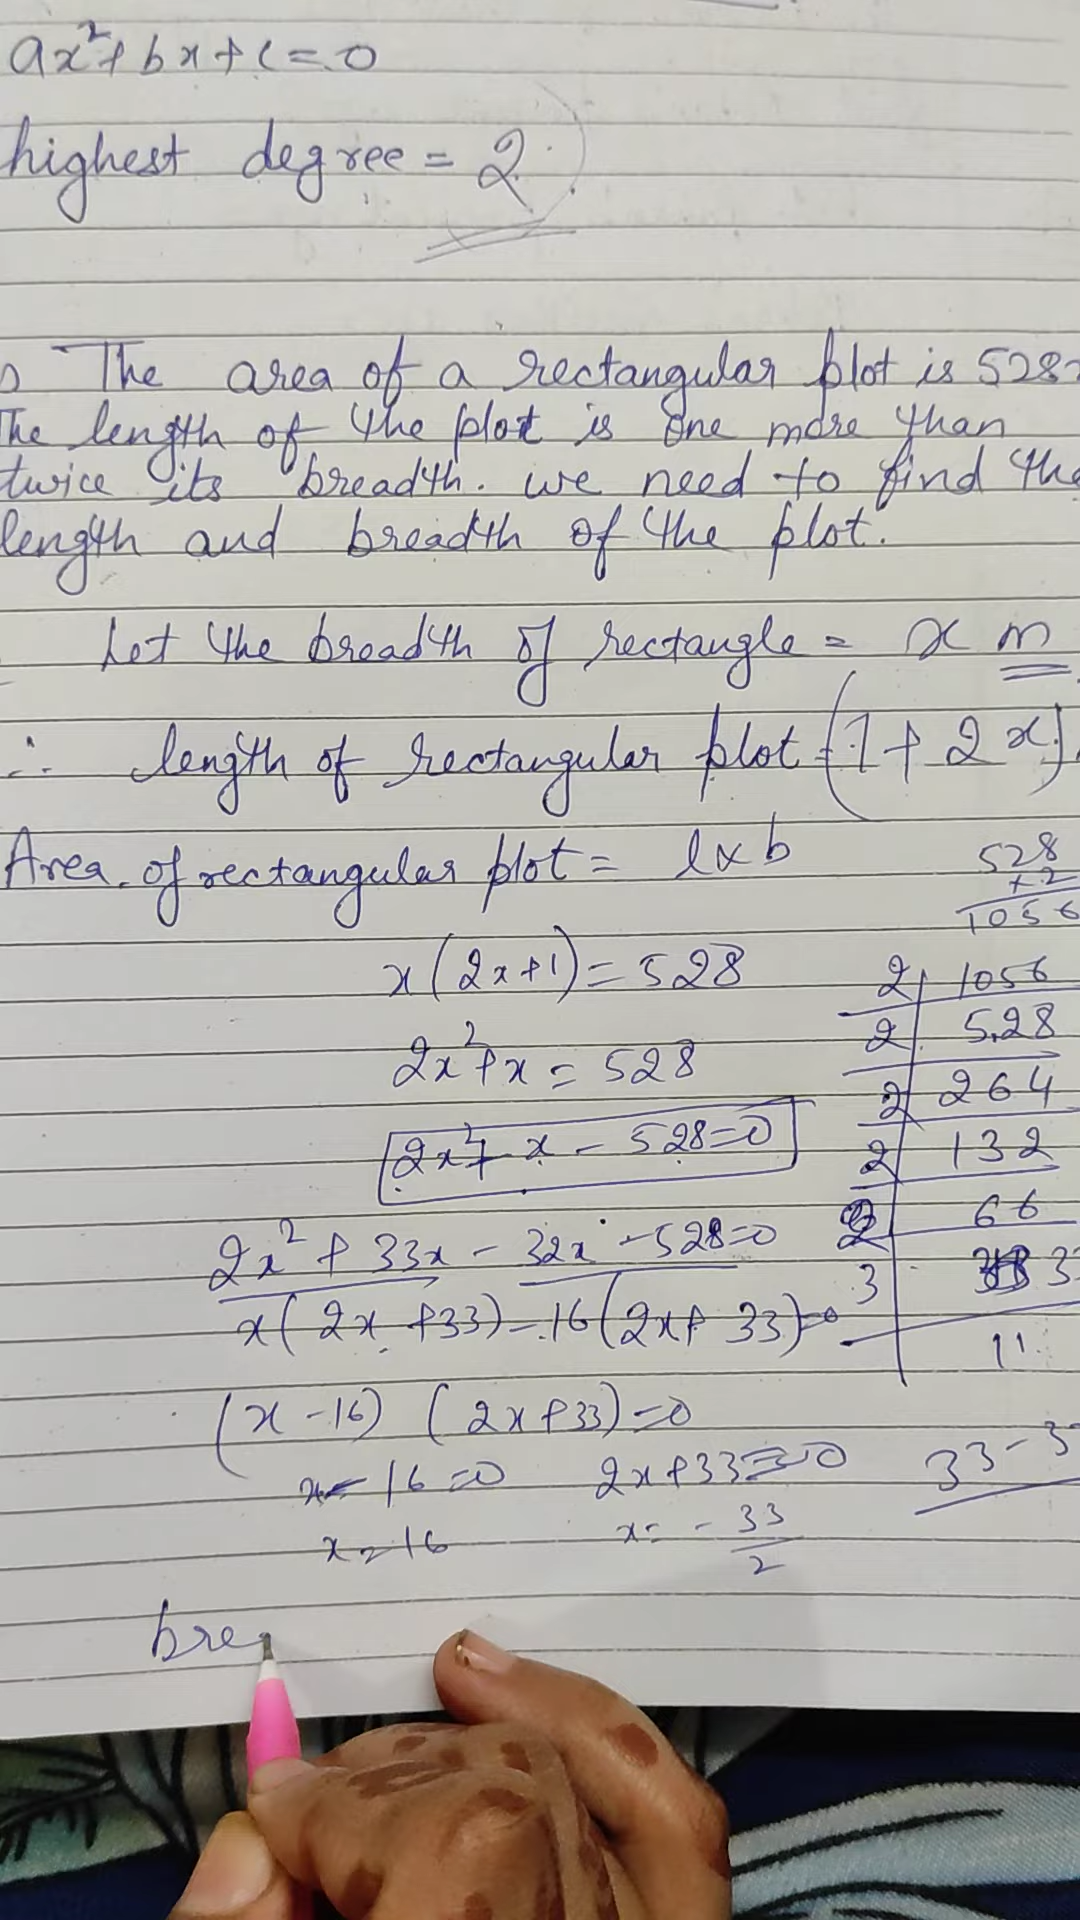 ax²+bx+c=0
highest degree = 2
The area of a rectangular plot is 528
The length of the plot is one more than
twice its breadth. we need to find the
length and breadth of the plot.
Let the breadth of rectangle = x m
∴ length of rectangular plot = (1+2x)
Area of rectangular plot = l×b
528
×2
1056
x(2x+1)=528
2x²+x=528
2x²+x-528=0
2x²+33x-32x-528=0
x(2x+33)-16(2x+33)=0
(x-16) (2x+33)=0
x-16=0 2x+33=0
x=16 x=-33/2
2 1056
2 528
2 264
2 132
2 66
3
11
33-3
bre